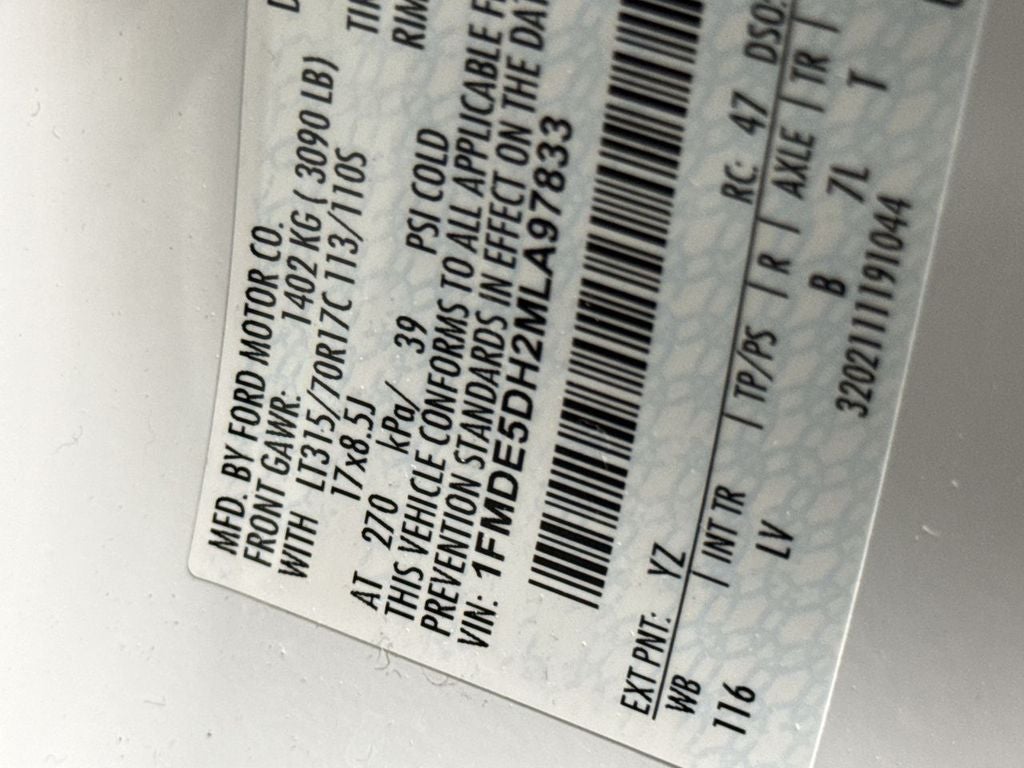 MFD. BY FORD MOTOR CO.
FRONT GAWR: 1402 KG ( 3090 LB)
WITH LT315/70R17C 113/110S
17x8.5J
AT 270 kPa/ 39 PSI COLD
THIS VEHICLE CONFORMS TO ALL APPLICABLE
PREVENTION STANDARDS IN EFFECT ON THE
VIN: 1FMDE5DH2MLA97833
EXT PNT: YZ RC: 47 DSO:
WB / INT TR / TP/PS / R / AXLE / TR /
116 LV B 7L T
32021111191044